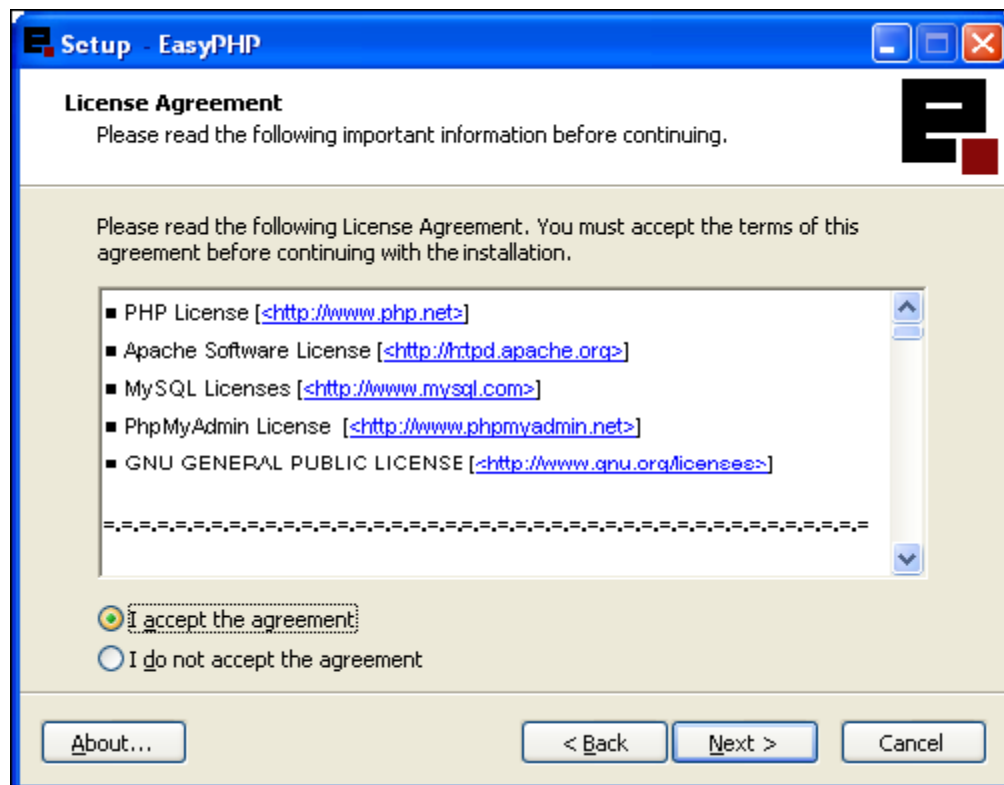 Setup - EasyPHP
License Agreement
Please read the following important information before continuing.
Please read the following License Agreement. You must accept the terms of this
agreement before continuing with the installation.
▪ PHP License [<http://www.php.net>]
▪ Apache Software License [<http://httpd.apache.org>]
▪ MySQL Licenses [<http://www.mysql.com>]
▪ PhpMyAdmin License [<http://www.phpmyadmin.net>]
▪ GNU GENERAL PUBLIC LICENSE [<http://www.gnu.org/licenses>]
=.=.=.=.=.=.=.=.=.=.=.=.=.=.=.=.=.=.=.=.=.=.=.=.=.=.=.=.=.=.=.=.=.=.=.=.=.=.=.=.=.=.=
I accept the agreement
I do not accept the agreement
About...
< Back
Next >
Cancel